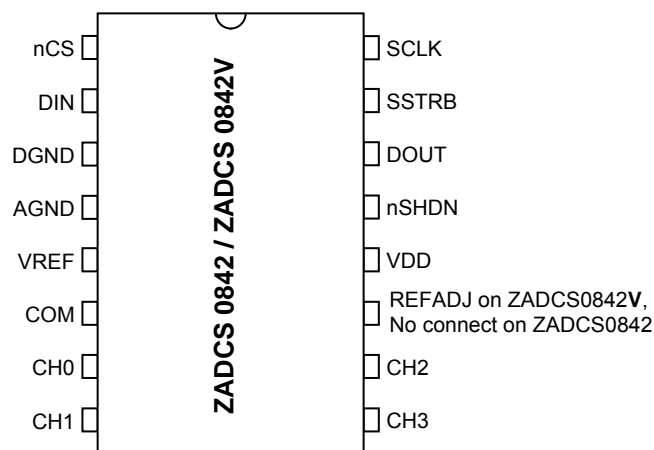 nCS
DIN
DGND
AGND
VREF
COM
CH0
CH1
ZADCS 0842 / ZADCS 0842V
SCLK
SSTRB
DOUT
nSHDN
VDD
REFADJ on ZADCS0842V,
No connect on ZADCS0842
CH2
CH3